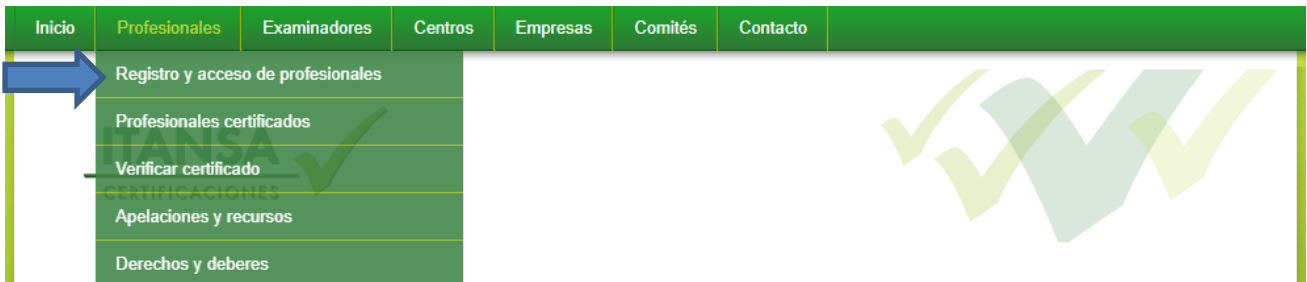 Inicio Profesionales Examinadores Centros Empresas Comités Contacto
Registro y acceso de profesionales
Profesionales certificados
ITANSA
Verificar certificado
CERTIFICACIONES
Apelaciones y recursos
Derechos y deberes